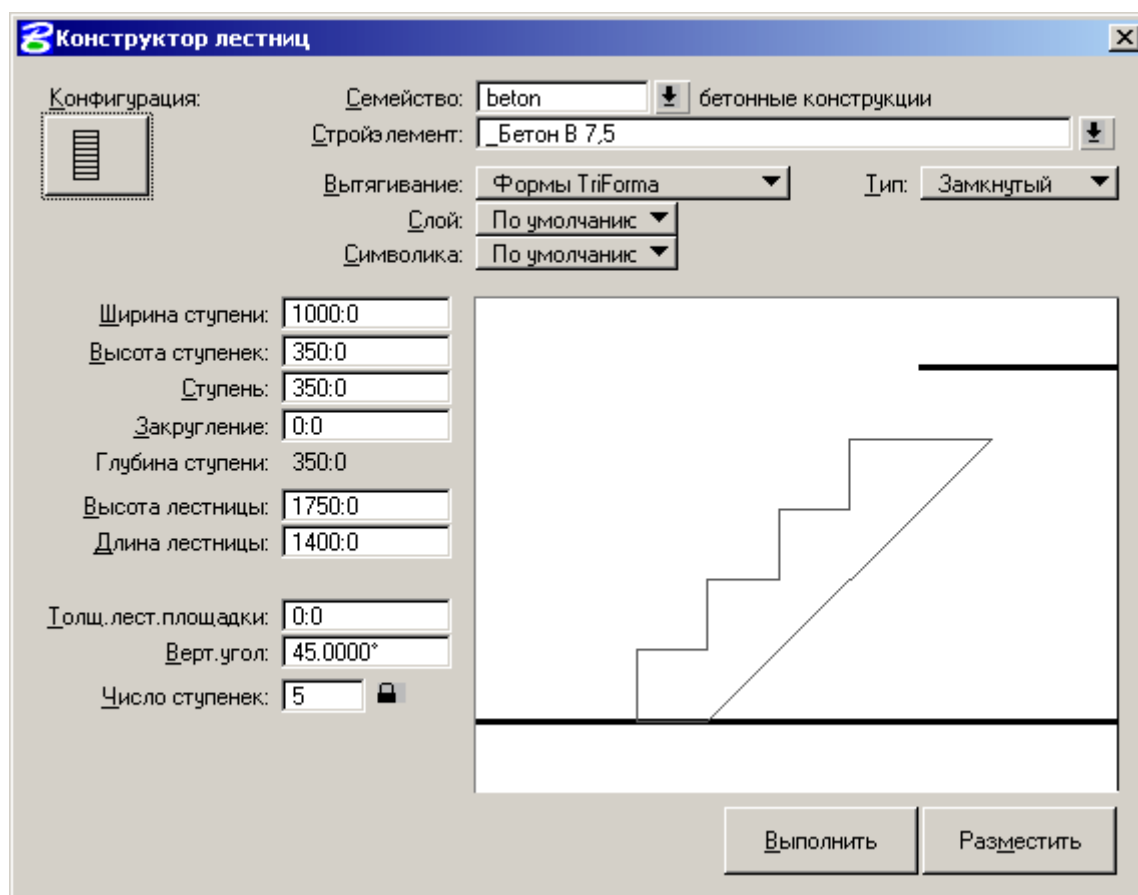 Конструктор лестниц
Конфигурация:
Семейство: beton бетонные конструкции
Стройэлемент: _Бетон В 7,5
Вытягивание: Формы TriForma Тип: Замкнутый
Слой: По умолчанию
Символика: По умолчанию
Ширина ступени: 1000:0
Высота ступенек: 350:0
Ступень: 350:0
Закругление: 0:0
Глубина ступени: 350:0
Высота лестницы: 1750:0
Длина лестницы: 1400:0
Толщ.лест.площадки: 0:0
Верт.угол: 45.0000°
Число ступенек: 5
Выполнить Разместить